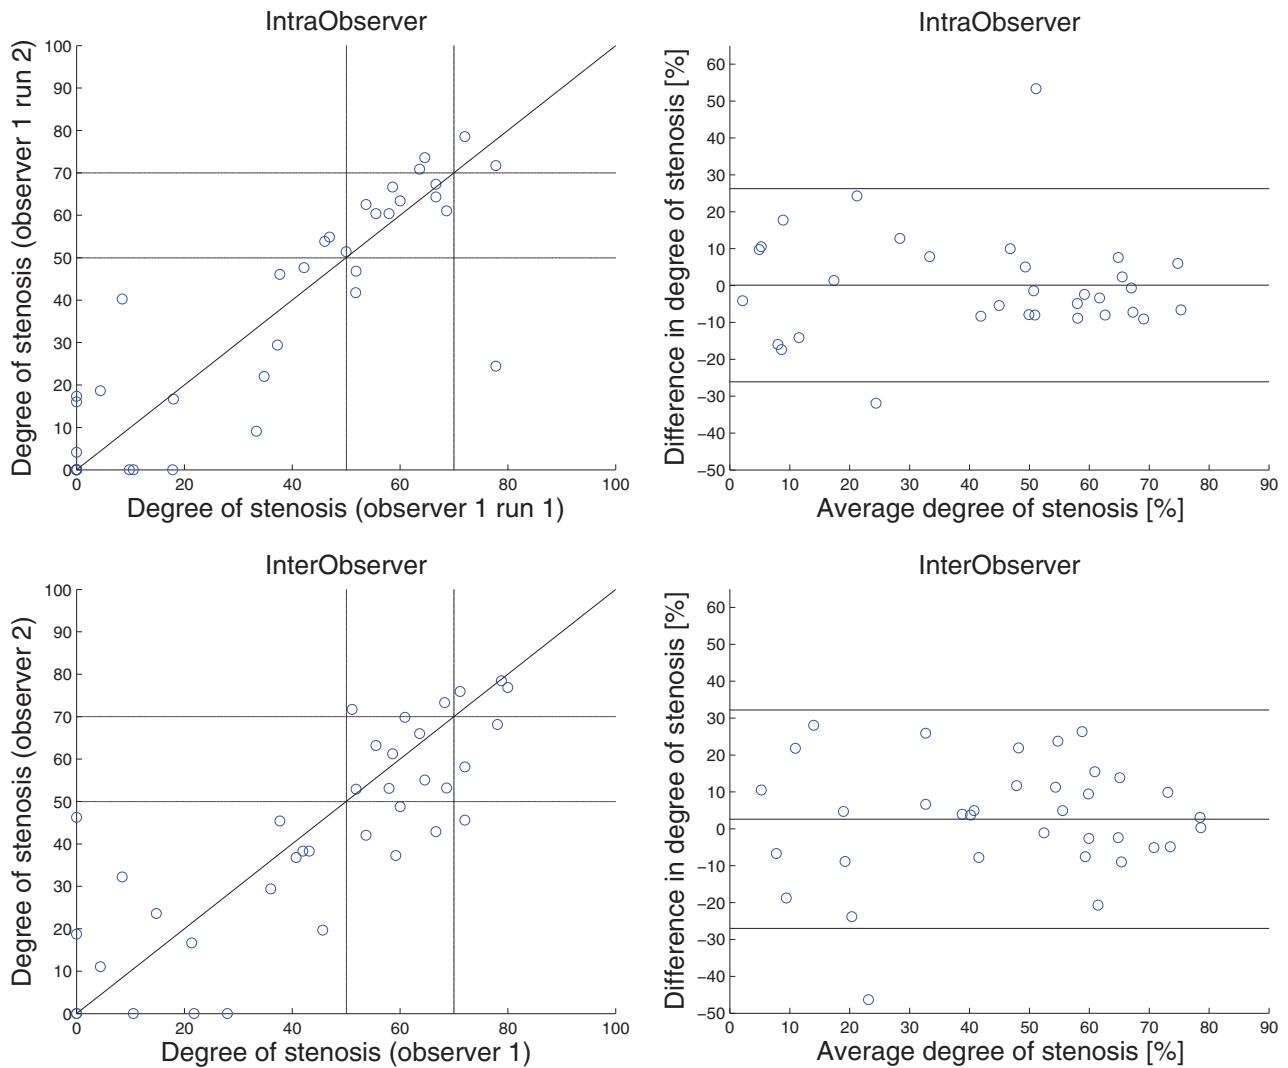 IntraObserver
Degree of stenosis (observer 1 run 2)
100
90
80
70
60
50
40
30
20
10
0
0 20 40 60 80 100
Degree of stenosis (observer 1 run 1)
IntraObserver
Difference in degree of stenosis [%]
60
50
40
30
20
10
0
−10
−20
−30
−40
−50
0 10 20 30 40 50 60 70 80 90
Average degree of stenosis [%]
InterObserver
Degree of stenosis (observer 2)
100
90
80
70
60
50
40
30
20
10
0
0 20 40 60 80 100
Degree of stenosis (observer 1)
InterObserver
Difference in degree of stenosis [%]
60
50
40
30
20
10
0
−10
−20
−30
−40
−50
0 10 20 30 40 50 60 70 80 90
Average degree of stenosis [%]